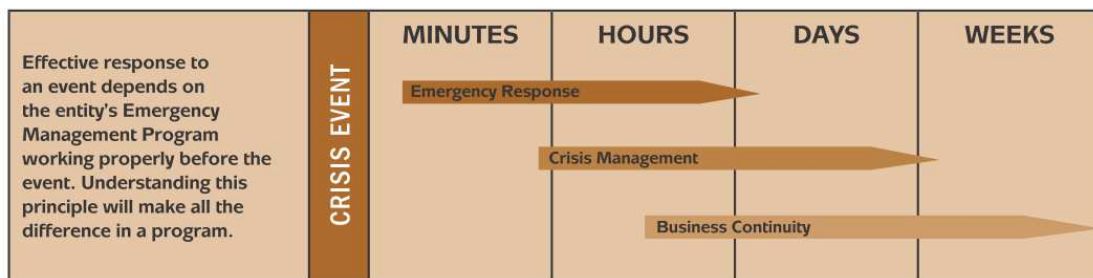 Effective response to
an event depends on
the entity's Emergency
Management Program
working properly before the
event. Understanding this
principle will make all the
difference in a program.
CRISIS EVENT
MINUTES
HOURS
DAYS
WEEKS
Emergency Response
Crisis Management
Business Continuity